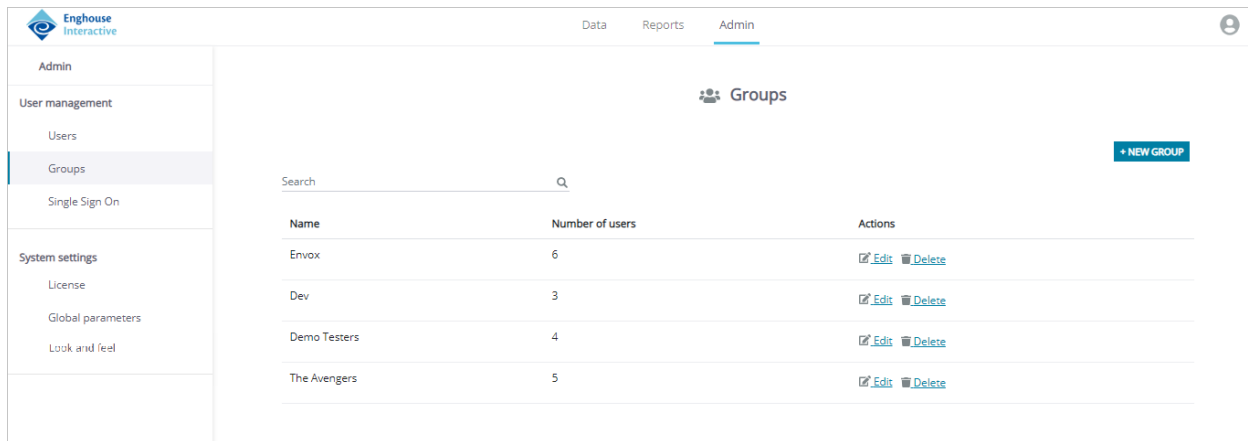 Enghouse
Interactive
Data Reports Admin
Admin
User management
Users
Groups
Single Sign On
System settings
License
Global parameters
Look and feel
Groups
+ NEW GROUP
Search
Name Number of users Actions
Envox 6 Edit Delete
Dev 3 Edit Delete
Demo Testers 4 Edit Delete
The Avengers 5 Edit Delete